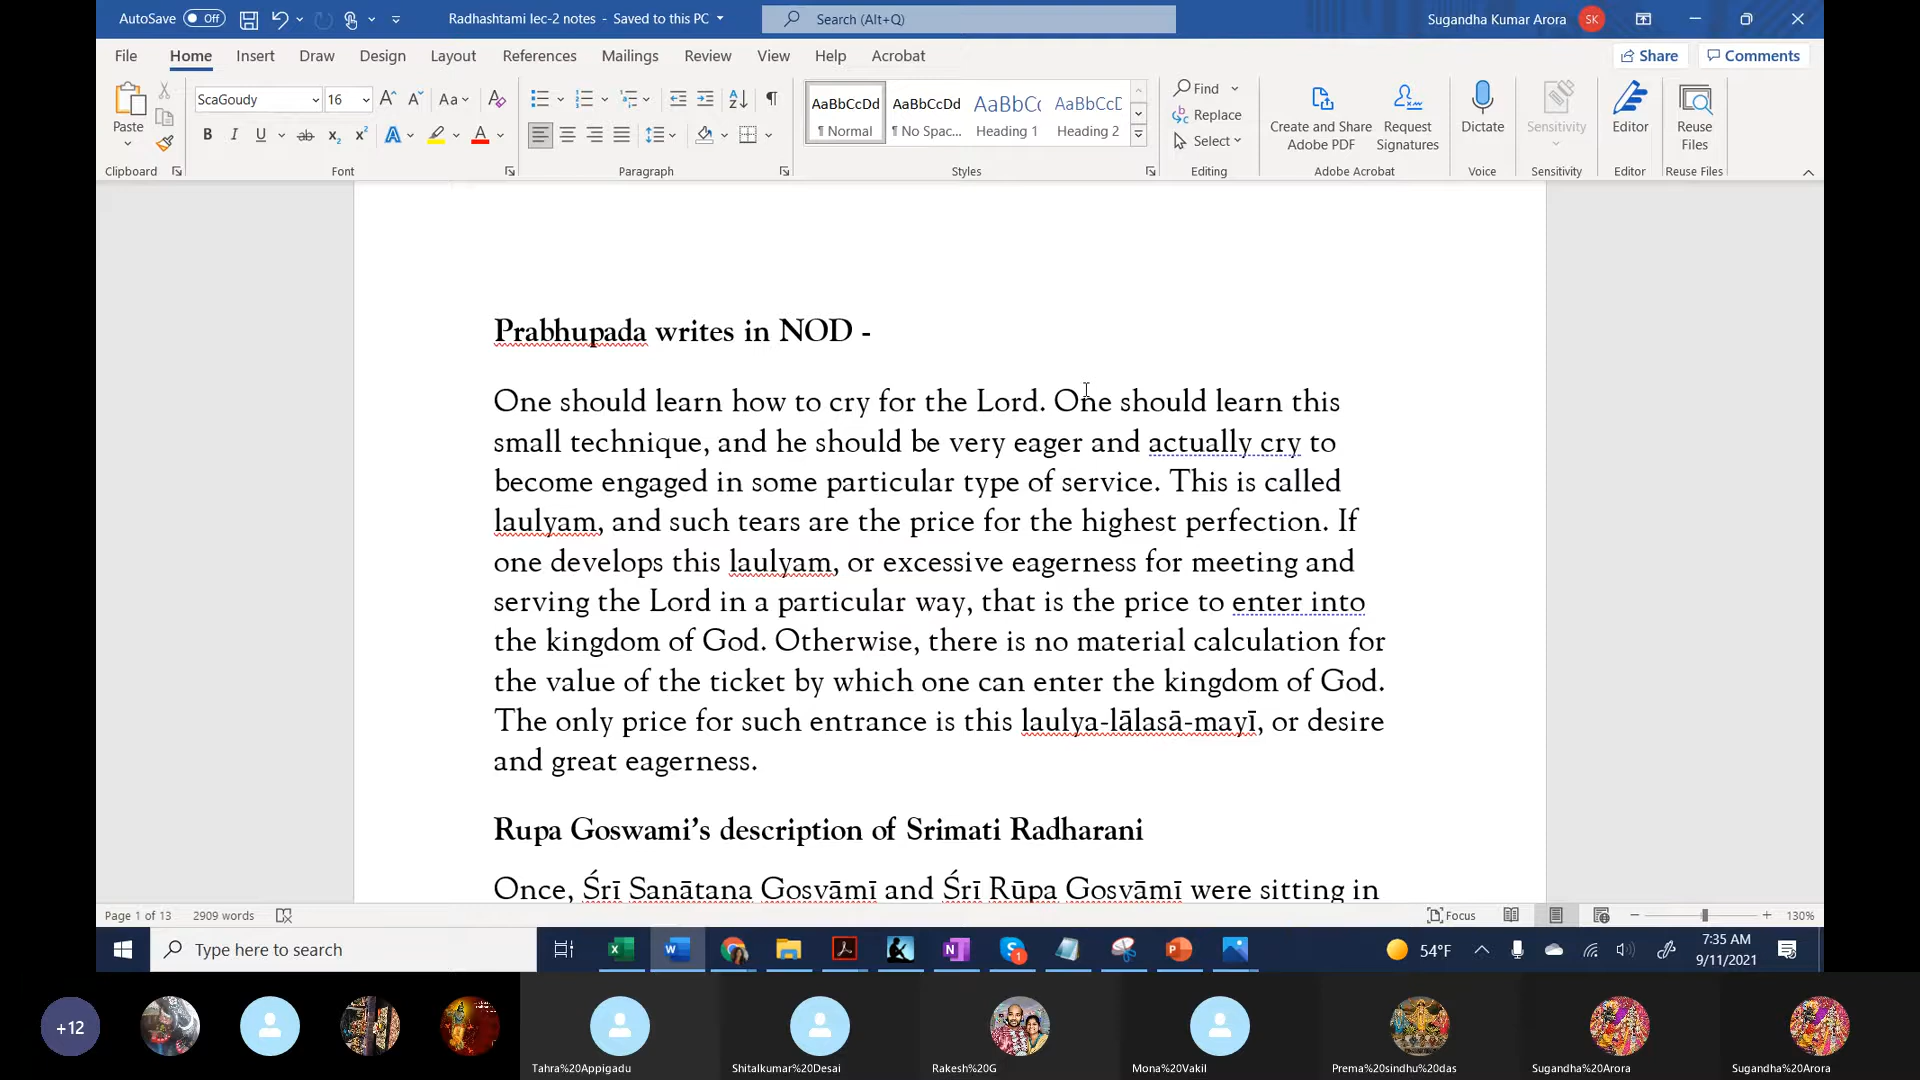 AutoSave Off
Radhashtami lec-2 notes - Saved to this PC
Search (Alt+Q)
Sugandha Kumar Arora SK
File Home Insert Draw Design Layout References Mailings Review View Help Acrobat
Share Comments
Paste
ScaGoudy 16
AaBbCcDd AaBbCcDd AaBbCc AaBbCcD
¶ Normal ¶ No Spac... Heading 1 Heading 2
Find
Replace
Select
Create and Share Adobe PDF
Request Signatures
Dictate
Sensitivity
Editor
Reuse Files
Clipboard Font Paragraph Styles Editing Adobe Acrobat Voice Sensitivity Editor Reuse Files
Prabhupada writes in NOD -
One should learn how to cry for the Lord. One should learn this
small technique, and he should be very eager and actually cry to
become engaged in some particular type of service. This is called
laulyam, and such tears are the price for the highest perfection. If
one develops this laulyam, or excessive eagerness for meeting and
serving the Lord in a particular way, that is the price to enter into
the kingdom of God. Otherwise, there is no material calculation for
the value of the ticket by which one can enter the kingdom of God.
The only price for such entrance is this laulya-lālasā-mayī, or desire
and great eagerness.
Rupa Goswami's description of Srimati Radharani
Once, Śrī Sanātana Gosvāmī and Śrī Rūpa Gosvāmī were sitting in
Page 1 of 13 2909 words
Focus
130%
Type here to search
54°F
7:35 AM
9/11/2021
+12
Tahra%20Appigadu
Shitalkumar%20Desai
Rakesh%20G
Mona%20Vakil
Prema%20sindhu%20das
Sugandha%20Arora
Sugandha%20Arora